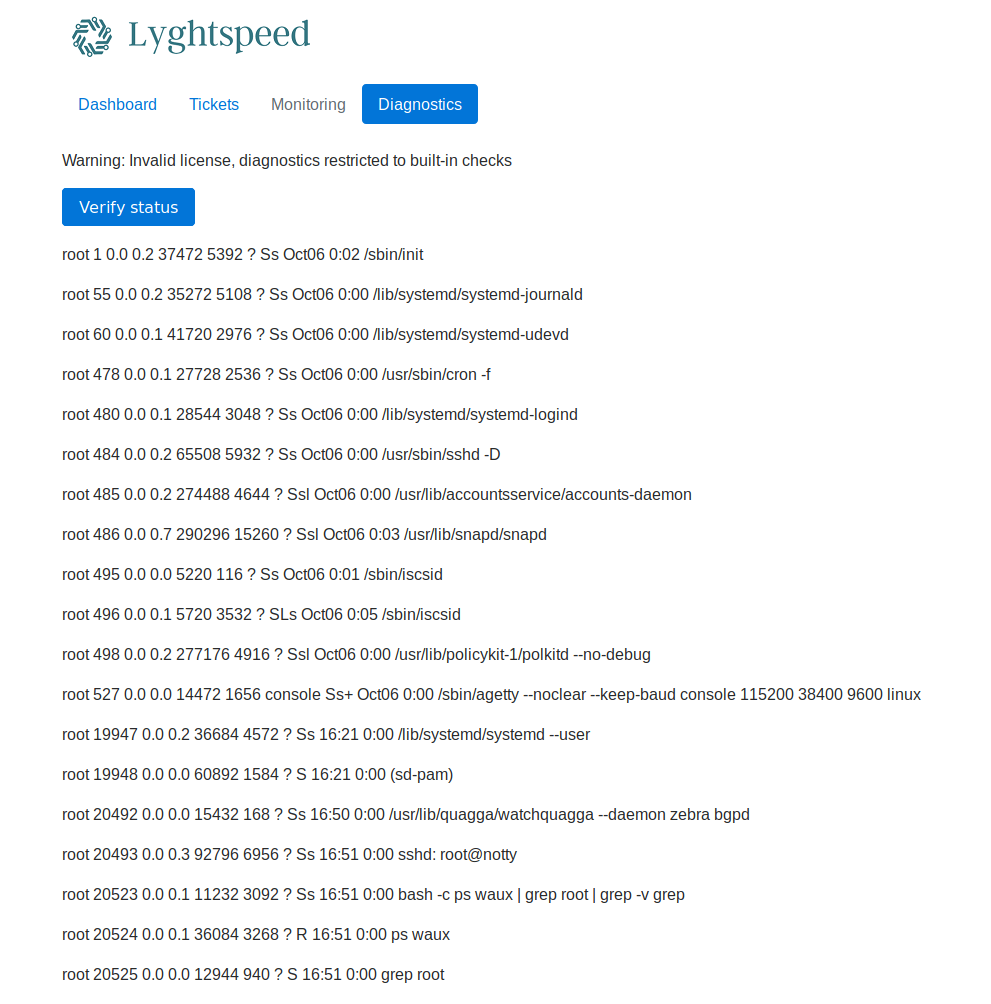 Lyghtspeed
Dashboard Tickets Monitoring Diagnostics
Warning: Invalid license, diagnostics restricted to built-in checks
Verify status
root 1 0.0 0.2 37472 5392 ? Ss Oct06 0:02 /sbin/init
root 55 0.0 0.2 35272 5108 ? Ss Oct06 0:00 /lib/systemd/systemd-journald
root 60 0.0 0.1 41720 2976 ? Ss Oct06 0:00 /lib/systemd/systemd-udevd
root 478 0.0 0.1 27728 2536 ? Ss Oct06 0:00 /usr/sbin/cron -f
root 480 0.0 0.1 28544 3048 ? Ss Oct06 0:00 /lib/systemd/systemd-logind
root 484 0.0 0.2 65508 5932 ? Ss Oct06 0:00 /usr/sbin/sshd -D
root 485 0.0 0.2 274488 4644 ? Ssl Oct06 0:00 /usr/lib/accountsservice/accounts-daemon
root 486 0.0 0.7 290296 15260 ? Ssl Oct06 0:03 /usr/lib/snapd/snapd
root 495 0.0 0.0 5220 116 ? Ss Oct06 0:01 /sbin/iscsid
root 496 0.0 0.1 5720 3532 ? SLs Oct06 0:05 /sbin/iscsid
root 498 0.0 0.2 277176 4916 ? Ssl Oct06 0:00 /usr/lib/policykit-1/polkitd --no-debug
root 527 0.0 0.0 14472 1656 console Ss+ Oct06 0:00 /sbin/agetty --noclear --keep-baud console 115200 38400 9600 linux
root 19947 0.0 0.2 36684 4572 ? Ss 16:21 0:00 /lib/systemd/systemd --user
root 19948 0.0 0.0 60892 1584 ? S 16:21 0:00 (sd-pam)
root 20492 0.0 0.0 15432 168 ? Ss 16:50 0:00 /usr/lib/quagga/watchquagga --daemon zebra bgpd
root 20493 0.0 0.3 92796 6956 ? Ss 16:51 0:00 sshd: root@notty
root 20523 0.0 0.1 11232 3092 ? Ss 16:51 0:00 bash -c ps waux | grep root | grep -v grep
root 20524 0.0 0.1 36084 3268 ? R 16:51 0:00 ps waux
root 20525 0.0 0.0 12944 940 ? S 16:51 0:00 grep root